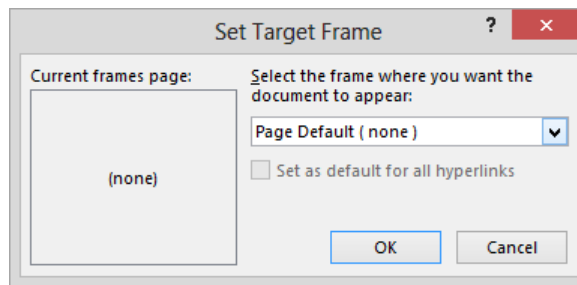 Set Target Frame
?
Current frames page:
(none)
Select the frame where you want the
document to appear:
Page Default ( none )
Set as default for all hyperlinks
OK
Cancel